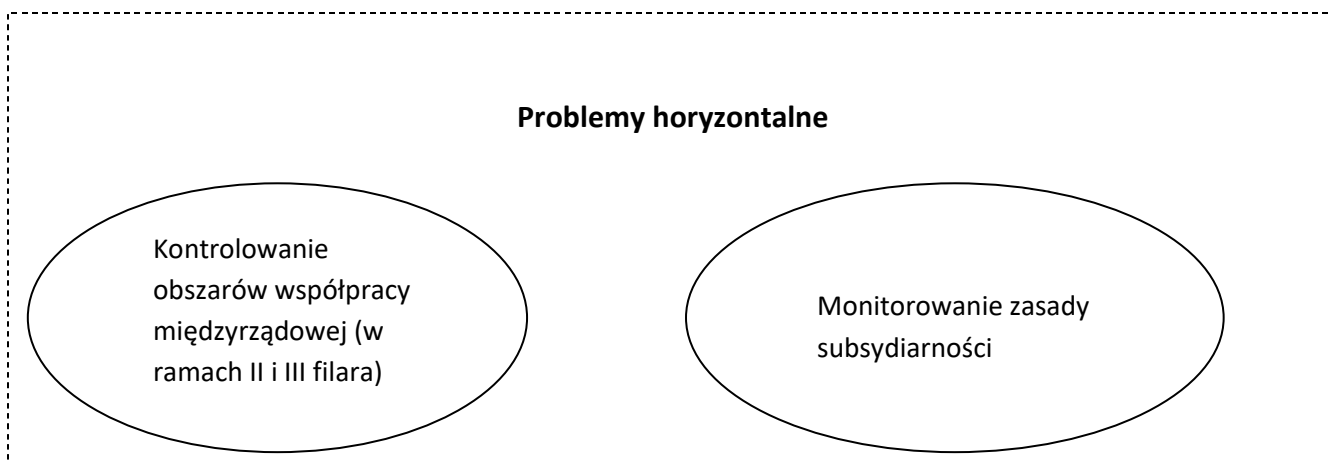 Problemy horyzontalne
Kontrolowanie
obszarów współpracy
międzyrządowej (w
ramach II i III filara)
Monitorowanie zasady
subsydiarności